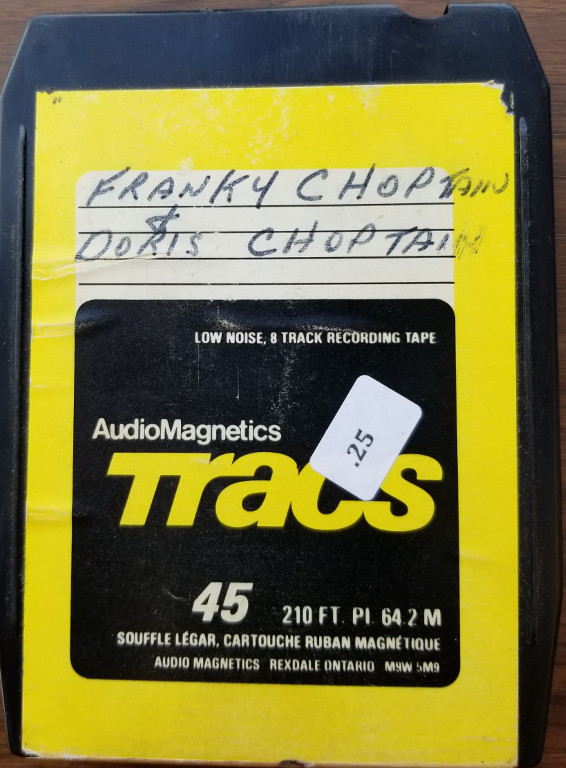 FRANKY CHOPTAIN
&
DORIS CHOPTAIN
LOW NOISE, 8 TRACK RECORDING TAPE
AudioMagnetics
Tracs
.25
45 210 FT. PI. 64.2 M
SOUFFLE LÉGAR, CARTOUCHE RUBAN MAGNÉTIQUE
AUDIO MAGNETICS REXDALE ONTARIO M9W 5M9